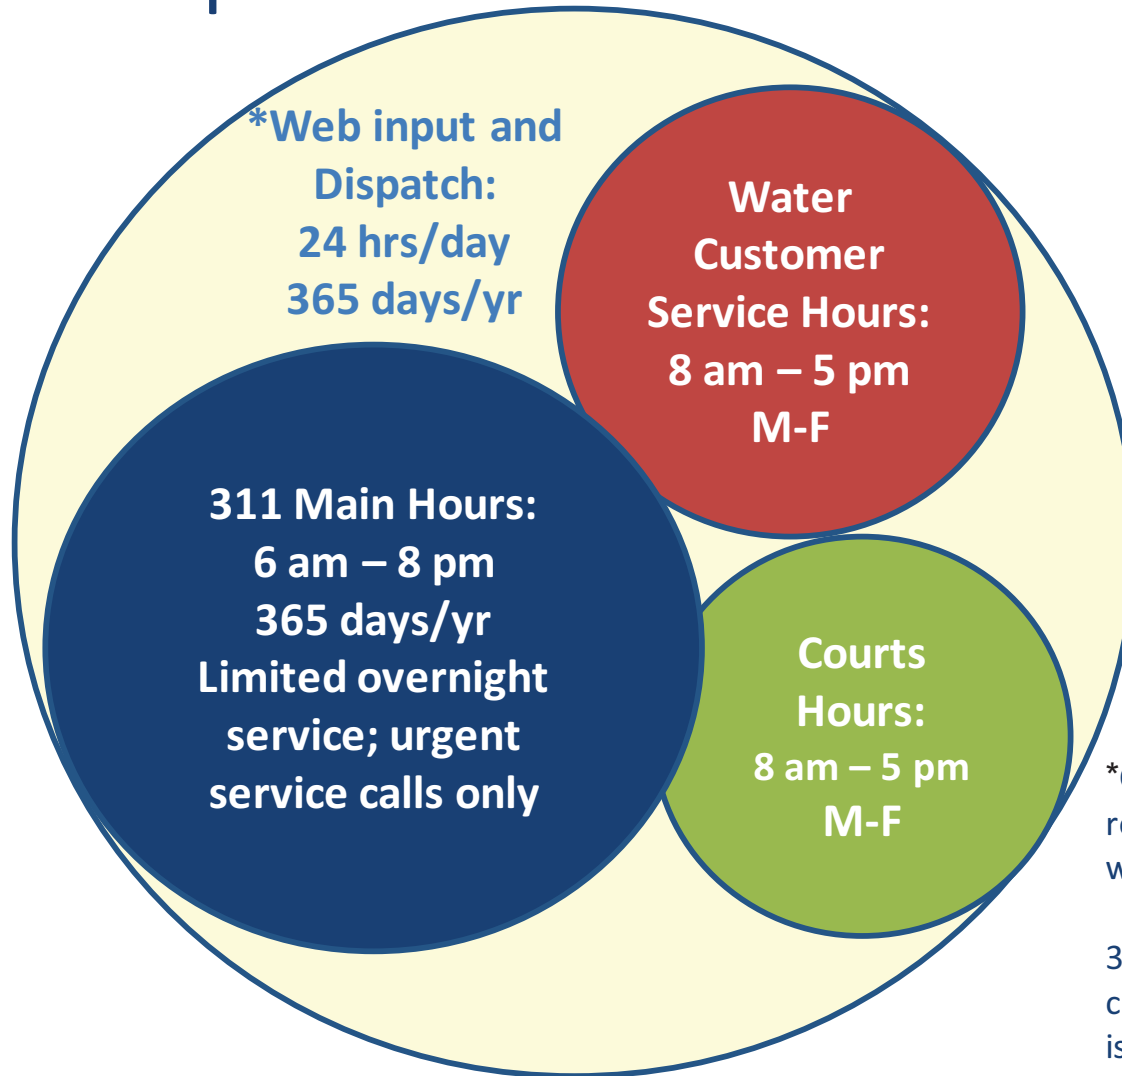 *Web input and
Dispatch:
24 hrs/day
365 days/yr
Water
Customer
Service Hours:
8 am – 5 pm
M-F
311 Main Hours:
6 am – 8 pm
365 days/yr
Limited overnight
service; urgent
service calls only
Courts
Hours:
8 am – 5 pm
M-F